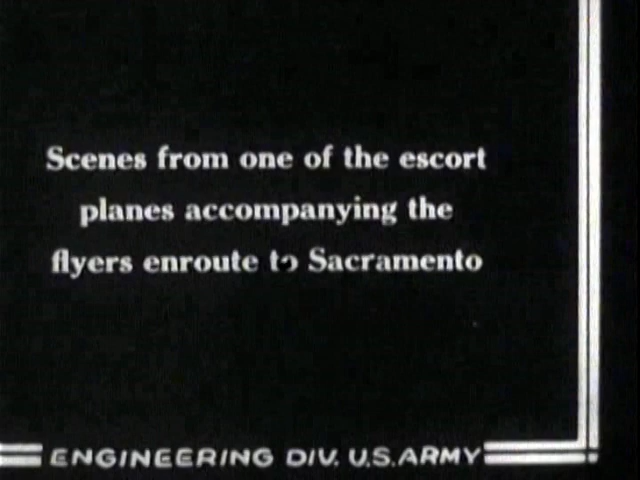 Scenes from one of the escort
planes accompanying the
flyers enroute to Sacramento
ENGINEERING DIV. U.S. ARMY